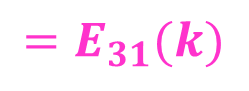 = E₃₁(k)